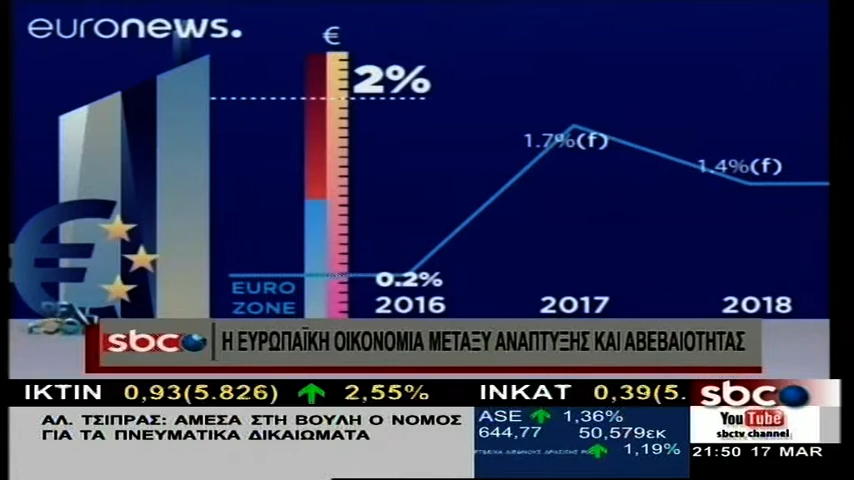 euronews.
€
2%
1.7%(f)
1.4%(f)
0.2%
EURO
ZONE
2016
2017
2018
€
sbc
Η ΕΥΡΩΠΑΪΚΗ ΟΙΚΟΝΟΜΙΑ ΜΕΤΑΞΥ ΑΝΑΠΤΥΞΗΣ ΚΑΙ ΑΒΕΒΑΙΟΤΗΤΑΣ
ΙΚΤΙΝ 0,93(5.826) 2,55% ΙΝΚΑΤ 0,39(5.
sbc
ΑΛ. ΤΣΙΠΡΑΣ: ΑΜΕΣΑ ΣΤΗ ΒΟΥΛΗ Ο ΝΟΜΟΣ
ΓΙΑ ΤΑ ΠΝΕΥΜΑΤΙΚΑ ΔΙΚΑΙΩΜΑΤΑ
ASE 1,36%
644,77 50,579εκ
1,19%
YouTube
sbctv channel
21:50 17 MAR